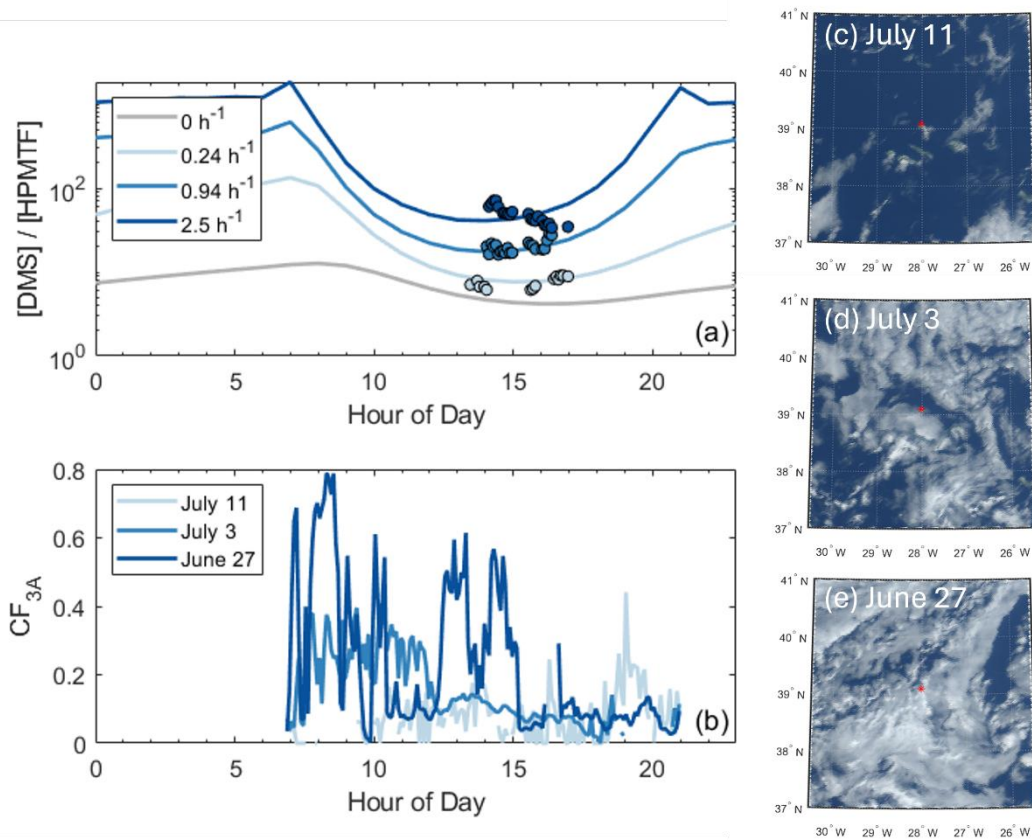 0 h⁻¹
0.24 h⁻¹
0.94 h⁻¹
2.5 h⁻¹
10²
10⁰
[DMS] / [HPMTF]
(a)
0 5 10 15 20
Hour of Day
July 11
July 3
June 27
0.8
0.6
0.4
0.2
0
CF₃A
(b)
0 5 10 15 20
Hour of Day
(c) July 11
41° N
40° N
39° N
38° N
37° N
30° W 29° W 28° W 27° W 26° W
(d) July 3
41° N
40° N
39° N
38° N
37° N
30° W 29° W 28° W 27° W 26° W
(e) June 27
41° N
40° N
39° N
38° N
37° N
30° W 29° W 28° W 27° W 26° W